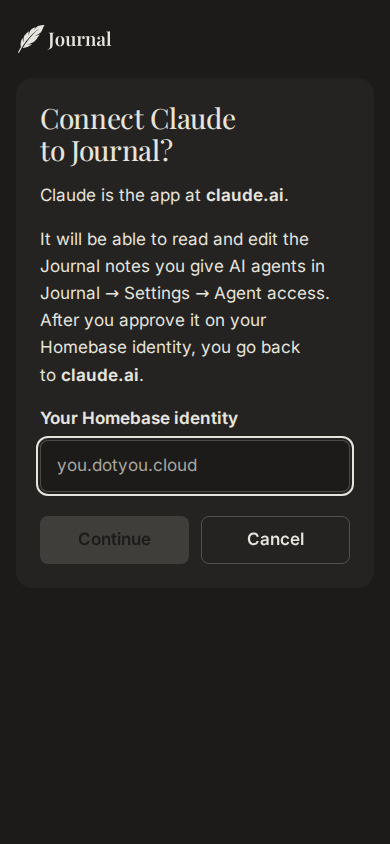 Journal
Connect Claude
to Journal?
Claude is the app at claude.ai.
It will be able to read and edit the
Journal notes you give AI agents in
Journal → Settings → Agent access.
After you approve it on your
Homebase identity, you go back
to claude.ai.
Your Homebase identity
you.dotyou.cloud
Continue
Cancel